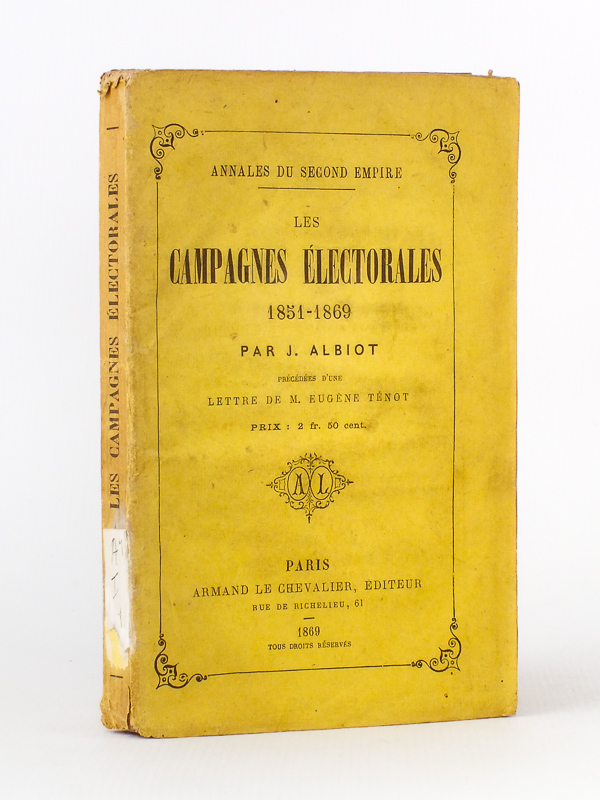 ANNALES DU SECOND EMPIRE
LES
CAMPAGNES ÉLECTORALES
1851-1869
PAR J. ALBIOT
PRÉCÉDÉES D'UNE
LETTRE DE M. EUGÈNE TÉNOT
PRIX : 2 fr. 50 cent.
AL
PARIS
ARMAND LE CHEVALIER, EDITEUR
RUE DE RICHELIEU, 61
1869
TOUS DROITS RÉSERVÉS
LES CAMPAGNES ÉLECTORALES